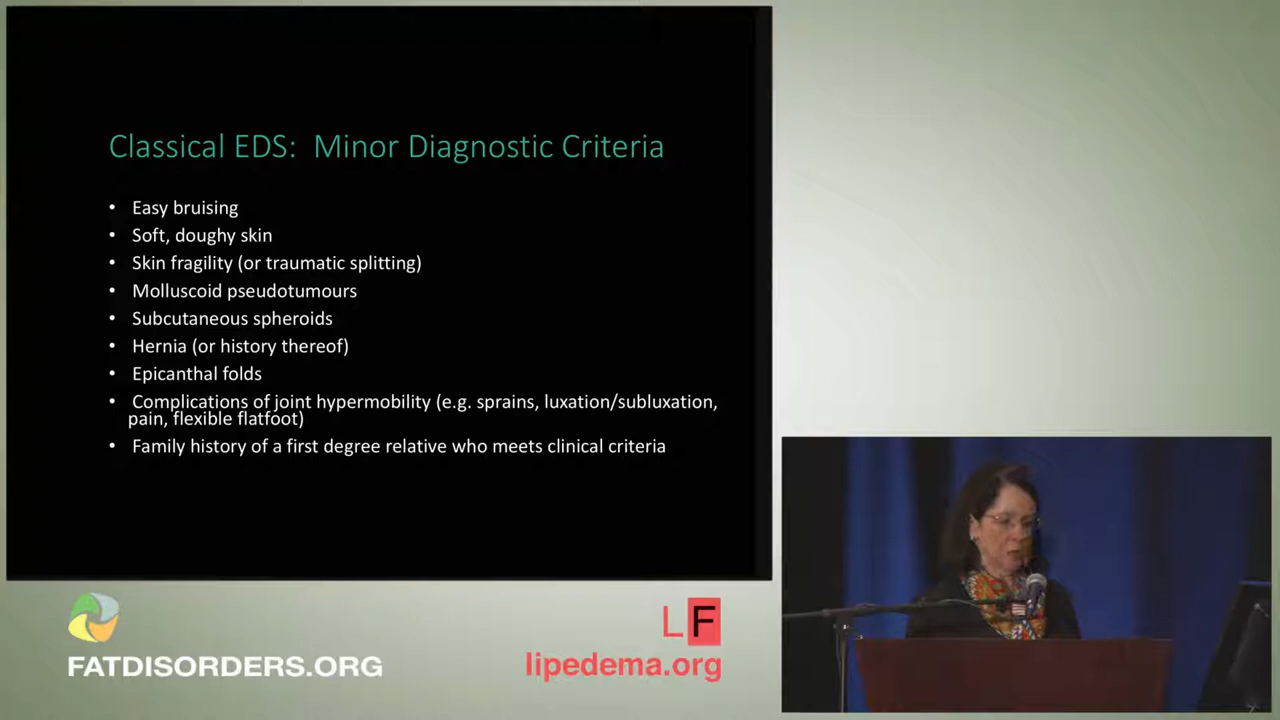 Classical EDS: Minor Diagnostic Criteria
• Easy bruising
• Soft, doughy skin
• Skin fragility (or traumatic splitting)
• Molluscoid pseudotumours
• Subcutaneous spheroids
• Hernia (or history thereof)
• Epicanthal folds
• Complications of joint hypermobility (e.g. sprains, luxation/subluxation,
pain, flexible flatfoot)
• Family history of a first degree relative who meets clinical criteria
FATDISORDERS.ORG
LF
lipedema.org